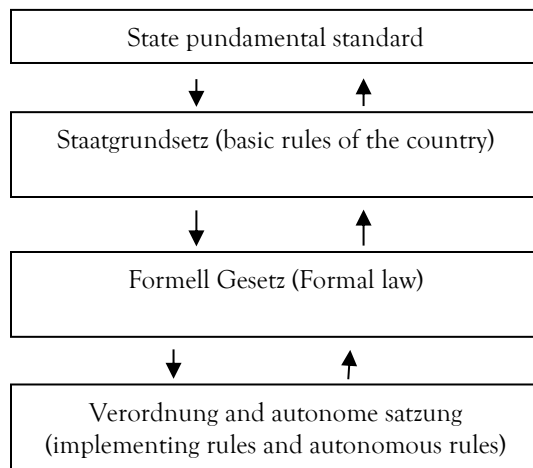 State pundamental standard
Staatgrundsetz (basic rules of the country)
Formell Gesetz (Formal law)
Verordnung and autonome satzung
(implementing rules and autonomous rules)